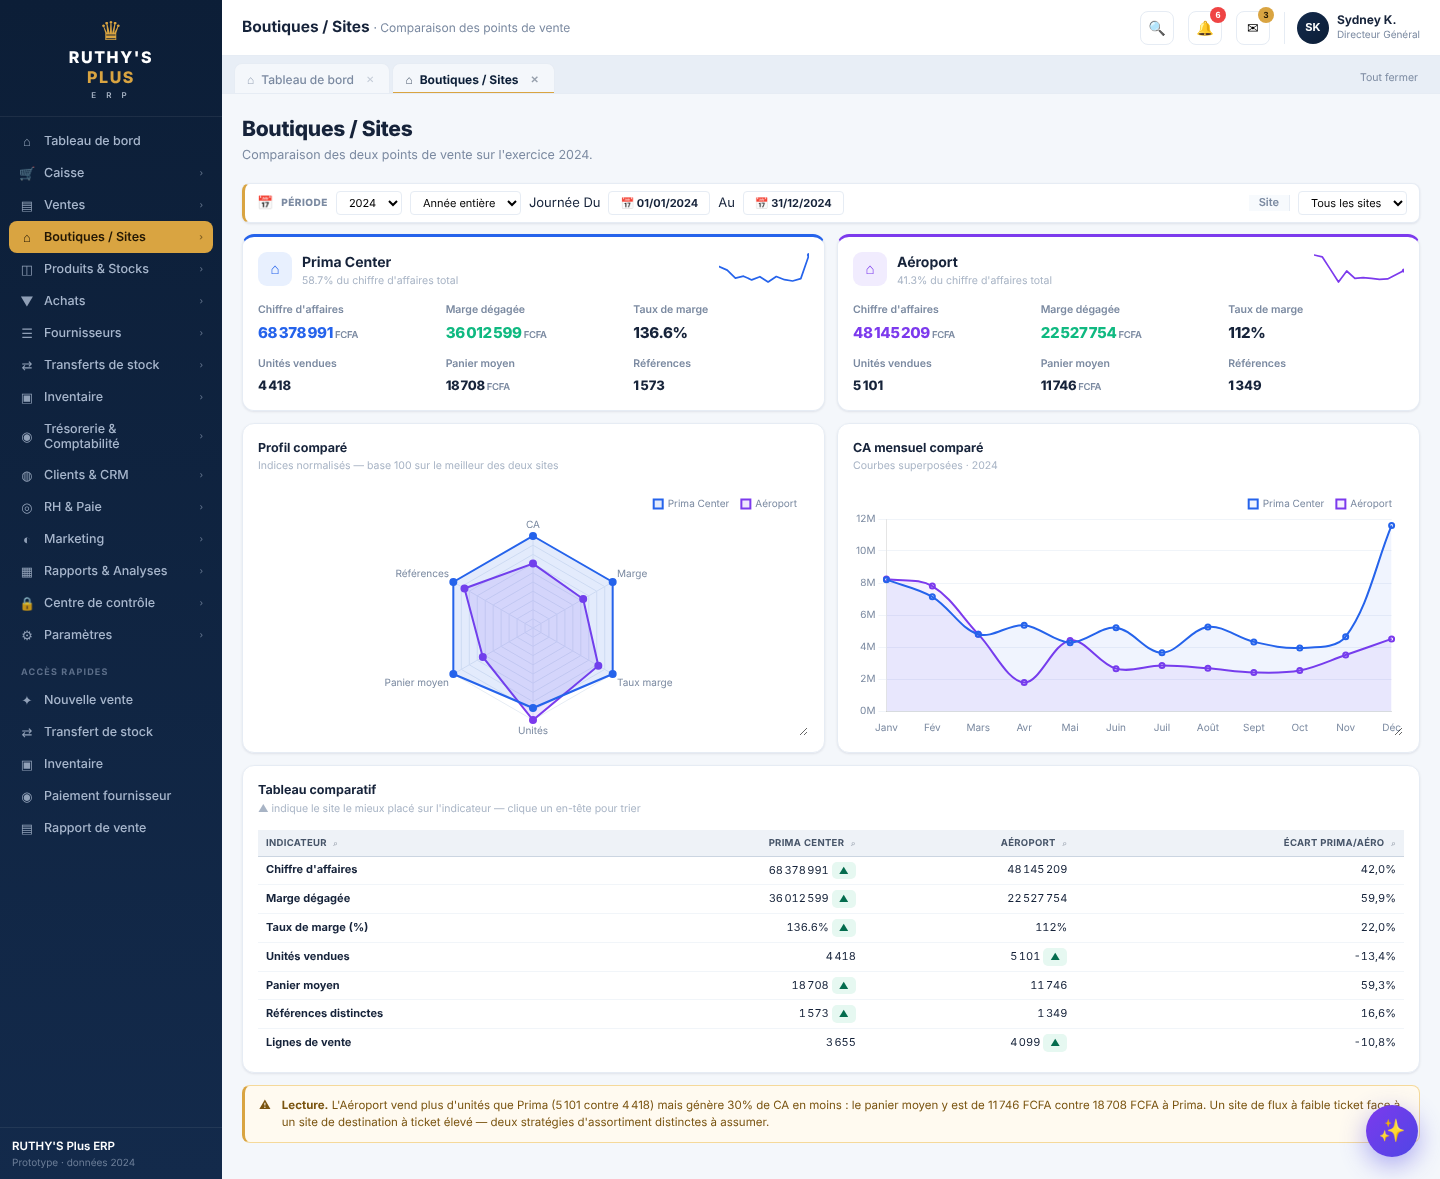 RUTHY'S
PLUS
E R P
Tableau de bord
Caisse
Ventes
Boutiques / Sites
Produits & Stocks
Achats
Fournisseurs
Transferts de stock
Inventaire
Trésorerie &
Comptabilité
Clients & CRM
RH & Paie
Marketing
Rapports & Analyses
Centre de contrôle
Paramètres
ACCÈS RAPIDES
Nouvelle vente
Transfert de stock
Inventaire
Paiement fournisseur
Rapport de vente
RUTHY'S Plus ERP
Prototype · données 2024
Boutiques / Sites · Comparaison des points de vente
6
3
SK
Sydney K.
Directeur Général
Tableau de bord ×
Boutiques / Sites ×
Tout fermer
Boutiques / Sites
Comparaison des deux points de vente sur l'exercice 2024.
PÉRIODE 2024 Année entière Journée Du 01/01/2024 Au 31/12/2024 Site Tous les sites
Prima Center
58.7% du chiffre d'affaires total
Chiffre d'affaires Marge dégagée Taux de marge
68 378 991 FCFA 36 012 599 FCFA 136.6%
Unités vendues Panier moyen Références
4 418 18 708 FCFA 1 573
Aéroport
41.3% du chiffre d'affaires total
Chiffre d'affaires Marge dégagée Taux de marge
48 145 209 FCFA 22 527 754 FCFA 112%
Unités vendues Panier moyen Références
5 101 11 746 FCFA 1 349
Profil comparé
Indices normalisés — base 100 sur le meilleur des deux sites
Prima Center Aéroport
CA
Références Marge
Panier moyen Taux marge
Unités
CA mensuel comparé
Courbes superposées · 2024
Prima Center Aéroport
12M
10M
8M
6M
4M
2M
0M
Janv Fév Mars Avr Mai Juin Juil Août Sept Oct Nov Déc
Tableau comparatif
▲ indique le site le mieux placé sur l'indicateur — clique un en-tête pour trier
INDICATEUR PRIMA CENTER AÉROPORT ÉCART PRIMA/AÉRO
Chiffre d'affaires 68 378 991 ▲ 48 145 209 42,0%
Marge dégagée 36 012 599 ▲ 22 527 754 59,9%
Taux de marge (%) 136.6% ▲ 112% 22,0%
Unités vendues 4 418 5 101 ▲ -13,4%
Panier moyen 18 708 ▲ 11 746 59,3%
Références distinctes 1 573 ▲ 1 349 16,6%
Lignes de vente 3 655 4 099 ▲ -10,8%
Lecture. L'Aéroport vend plus d'unités que Prima (5 101 contre 4 418) mais génère 30% de CA en moins : le panier moyen y est de 11 746 FCFA contre 18 708 FCFA à Prima. Un site de flux à faible ticket face à
un site de destination à ticket élevé — deux stratégies d'assortiment distinctes à assumer.